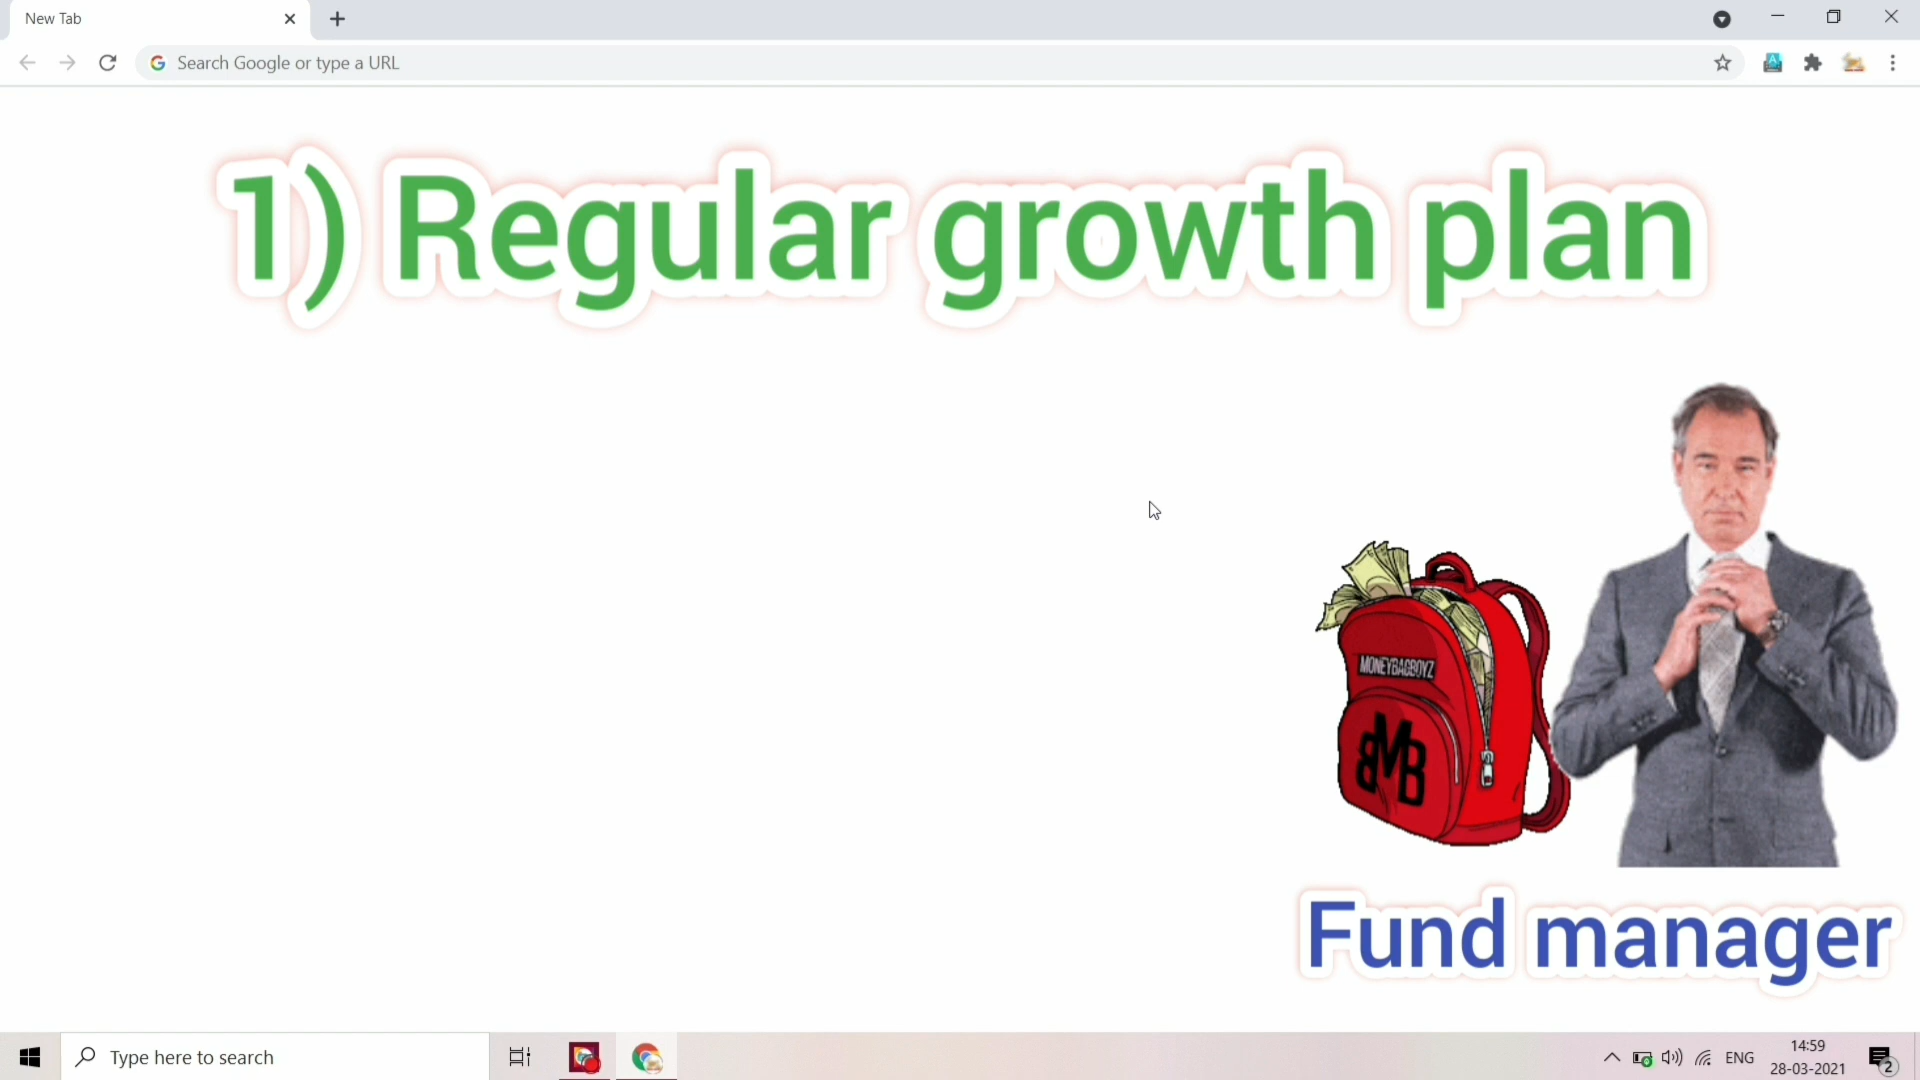 New Tab
Search Google or type a URL
1) Regular growth plan
MONEYBAGBOYZ
BMB
Fund manager
Type here to search
ENG
14:59
28-03-2021
2